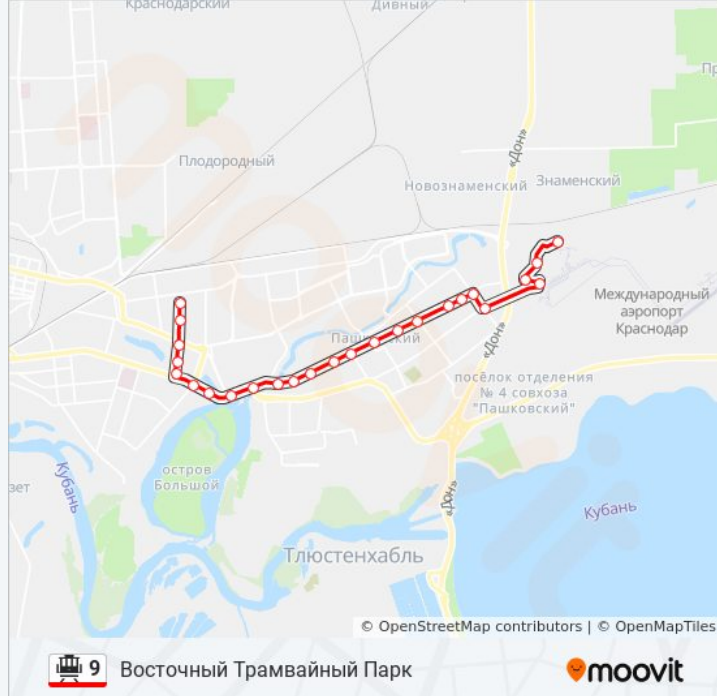 Краснодарский
Дивный
Плодородный
«Дон»
Новознаменский
Знаменский
Международный
аэропорт
Краснодар
Пашковский
«Дон»
посёлок отделения
№ 4 совхоза
"Пашковский"
остров
Большой
Кубань
зет
«Дон»
Кубань
Тлюстенхабль
© OpenStreetMap contributors | © OpenMapTiles
9 Восточный Трамвайный Парк
moovit